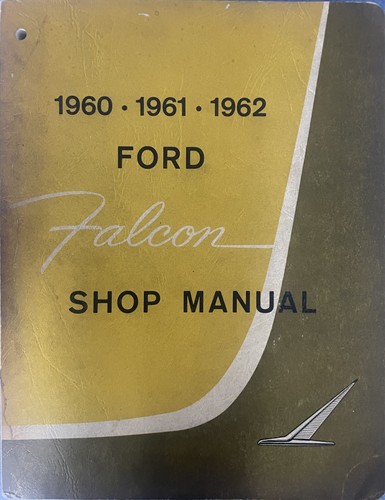 1960 · 1961 · 1962
FORD
Falcon
SHOP MANUAL